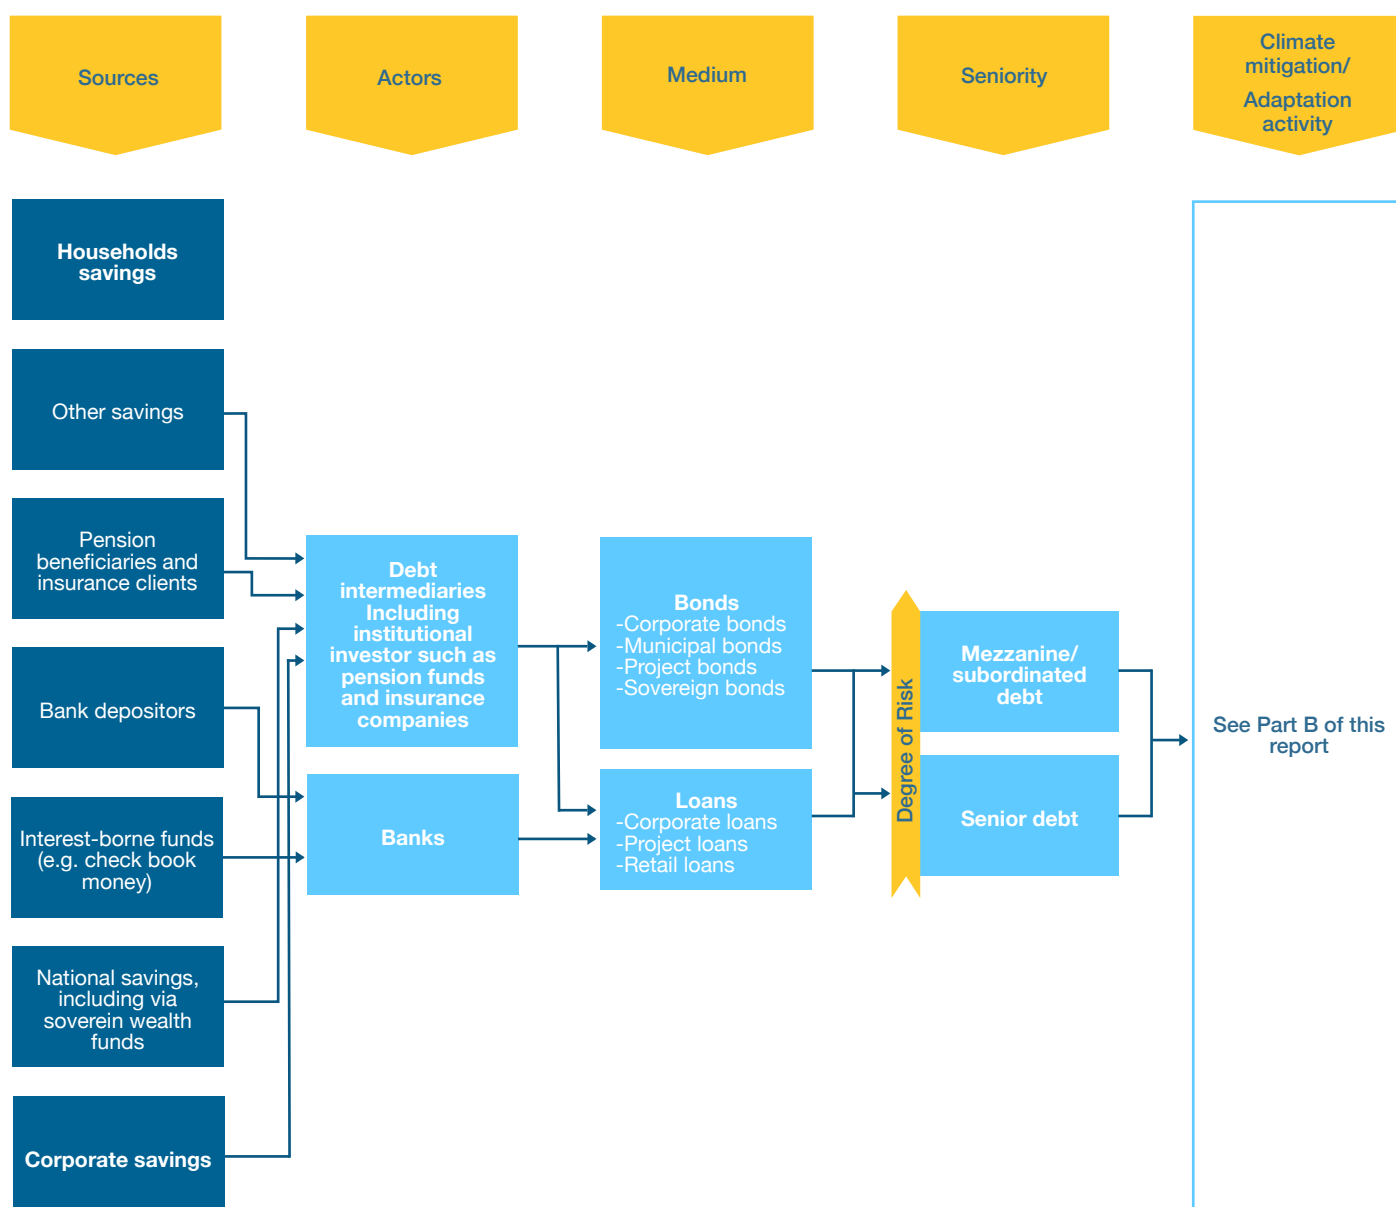 Sources
Actors
Medium
Seniority
Climate
mitigation/
Adaptation
activity
Households
savings
Other savings
Pension
beneficiaries and
insurance clients
Bank depositors
Interest-borne funds
(e.g. check book
money)
National savings,
including via
soverein wealth
funds
Corporate savings
Debt
intermediaries
Including
institutional
investor such as
pension funds
and insurance
companies
Banks
Bonds
-Corporate bonds
-Municipal bonds
-Project bonds
-Sovereign bonds
Loans
-Corporate loans
-Project loans
-Retail loans
Degree of Risk
Mezzanine/
subordinated
debt
Senior debt
See Part B of this
report